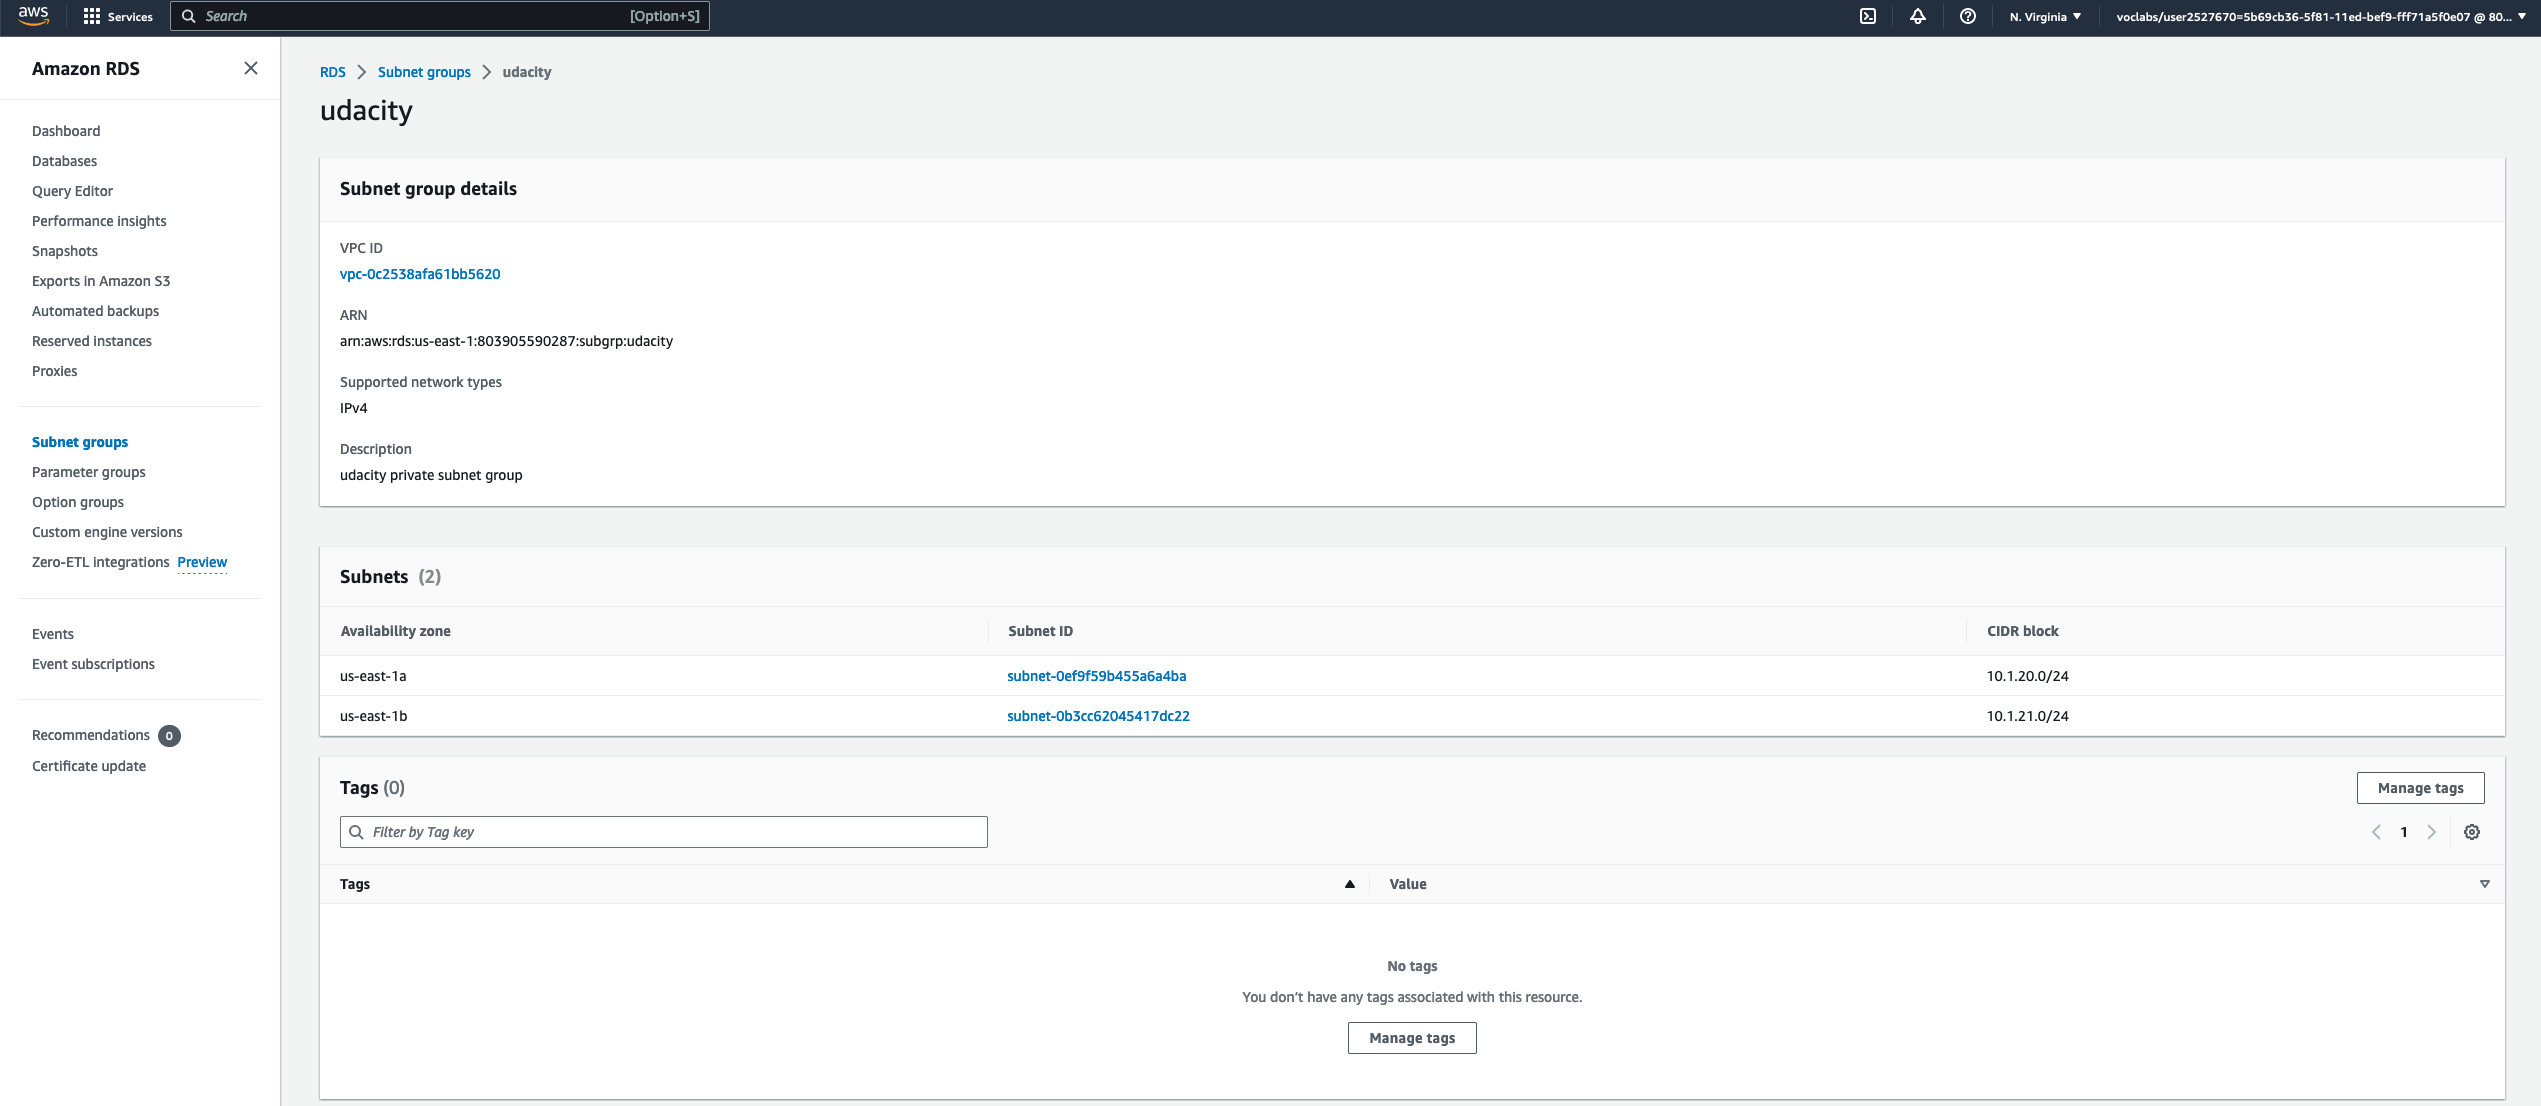 aws Services Search [Option+S] N. Virginia voclabs/user2527670=5b69cb36-5f81-11ed-bef9-fff71a5f0e07 @ 80...
Amazon RDS
Dashboard
Databases
Query Editor
Performance insights
Snapshots
Exports in Amazon S3
Automated backups
Reserved instances
Proxies
Subnet groups
Parameter groups
Option groups
Custom engine versions
Zero-ETL integrations Preview
Events
Event subscriptions
Recommendations 0
Certificate update
RDS > Subnet groups > udacity
udacity
Subnet group details
VPC ID
vpc-0c2538afa61bb5620
ARN
arn:aws:rds:us-east-1:803905590287:subgrp:udacity
Supported network types
IPv4
Description
udacity private subnet group
Subnets (2)
Availability zone Subnet ID CIDR block
us-east-1a subnet-0ef9f59b455a6a4ba 10.1.20.0/24
us-east-1b subnet-0b3cc62045417dc22 10.1.21.0/24
Tags (0) Manage tags
Filter by Tag key 1
Tags Value
No tags
You don't have any tags associated with this resource.
Manage tags